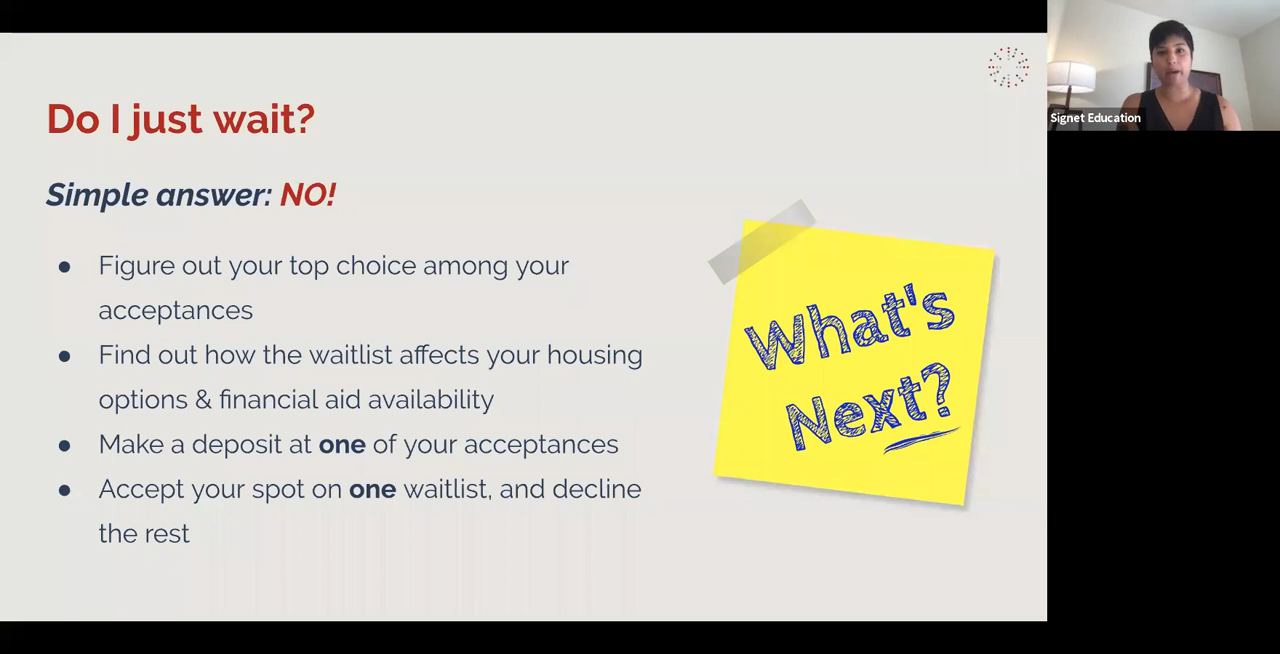 Do I just wait?
Simple answer: NO!
● Figure out your top choice among your
acceptances
● Find out how the waitlist affects your housing
options & financial aid availability
● Make a deposit at one of your acceptances
● Accept your spot on one waitlist, and decline
the rest
What's
Next?
Signet Education